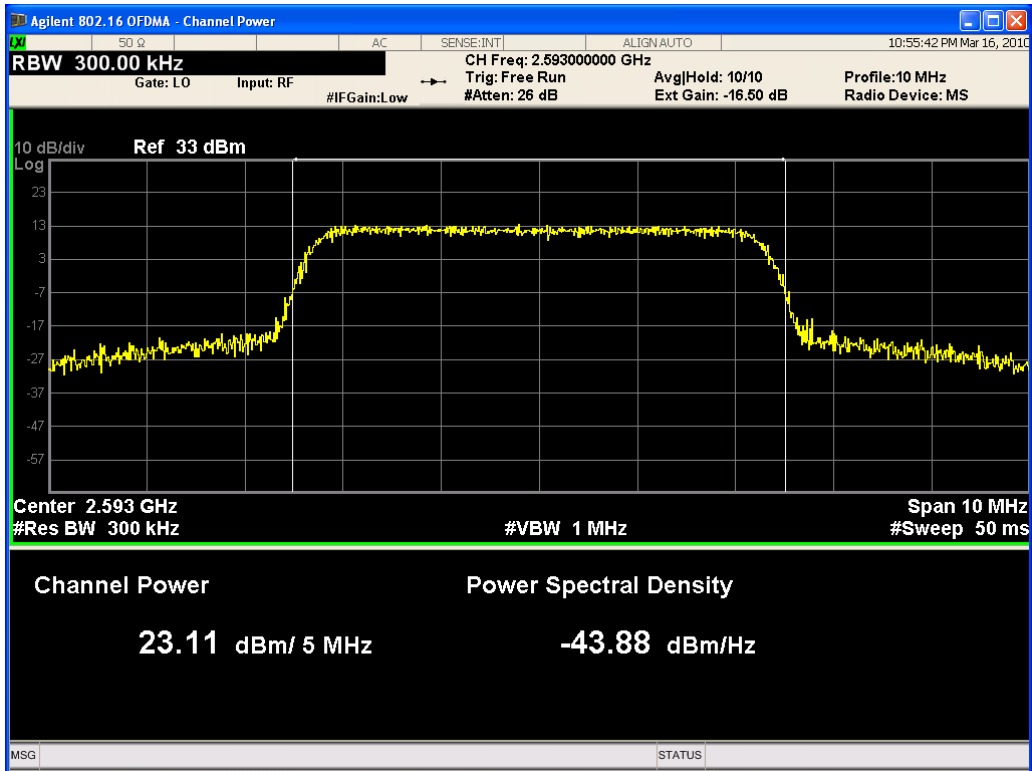 Agilent 802.16 OFDMA - Channel Power
LXI 50 Ω AC SENSE:INT ALIGN AUTO 10:55:42 PM Mar 16, 2010
RBW 300.00 kHz CH Freq: 2.593000000 GHz
Gate: LO Input: RF Trig: Free Run Avg|Hold: 10/10 Profile:10 MHz
#IFGain:Low #Atten: 26 dB Ext Gain: -16.50 dB Radio Device: MS
10 dB/div Ref 33 dBm
Log
23
13
3
-7
-17
-27
-37
-47
-57
Center 2.593 GHz Span 10 MHz
#Res BW 300 kHz #VBW 1 MHz #Sweep 50 ms
Channel Power Power Spectral Density
23.11 dBm/ 5 MHz -43.88 dBm/Hz
MSG STATUS